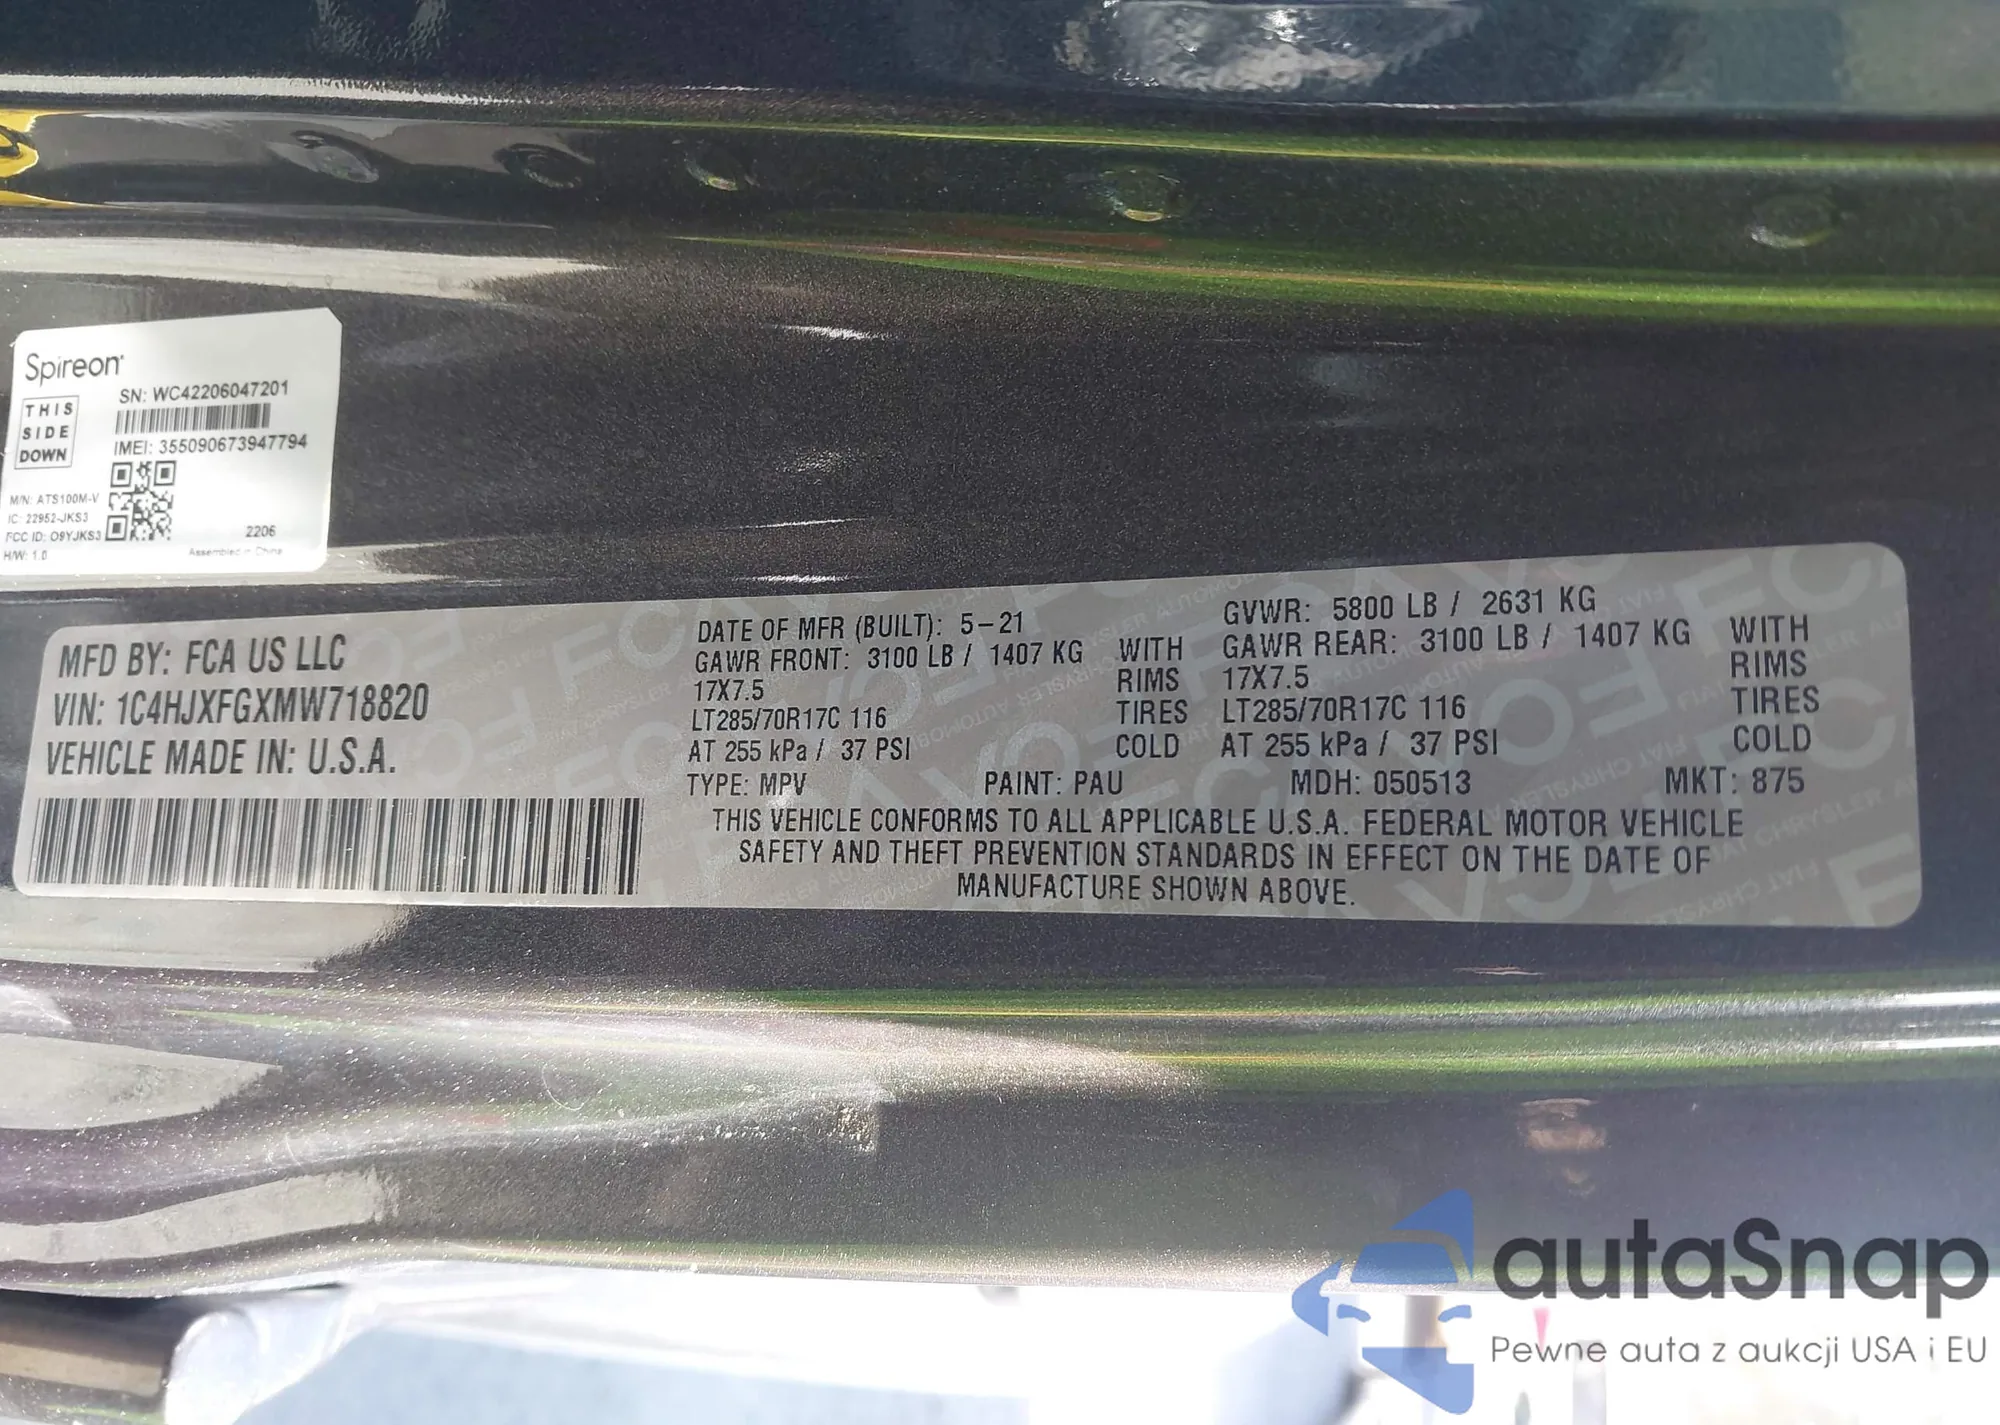 Spireon
SN: WC42206047201
THIS
SIDE
DOWN
IMEI: 355090673947794
M/N: ATS100M-V
IC: 22952-JKS3
FCC ID: O9YJKS3
H/W: 1.0
2206
Assembled in China
MFD BY: FCA US LLC
VIN: 1C4HJXFGXMW718820
VEHICLE MADE IN: U.S.A.
DATE OF MFR (BUILT): 5-21
GVWR: 5800 LB / 2631 KG
GAWR FRONT: 3100 LB / 1407 KG WITH GAWR REAR: 3100 LB / 1407 KG WITH
17X7.5 RIMS 17X7.5 RIMS
LT285/70R17C 116 TIRES LT285/70R17C 116 TIRES
AT 255 kPa / 37 PSI COLD AT 255 kPa / 37 PSI COLD
TYPE: MPV PAINT: PAU MDH: 050513 MKT: 875
THIS VEHICLE CONFORMS TO ALL APPLICABLE U.S.A. FEDERAL MOTOR VEHICLE
SAFETY AND THEFT PREVENTION STANDARDS IN EFFECT ON THE DATE OF
MANUFACTURE SHOWN ABOVE.
autaSnap
Pewne auta z aukcji USA i EU